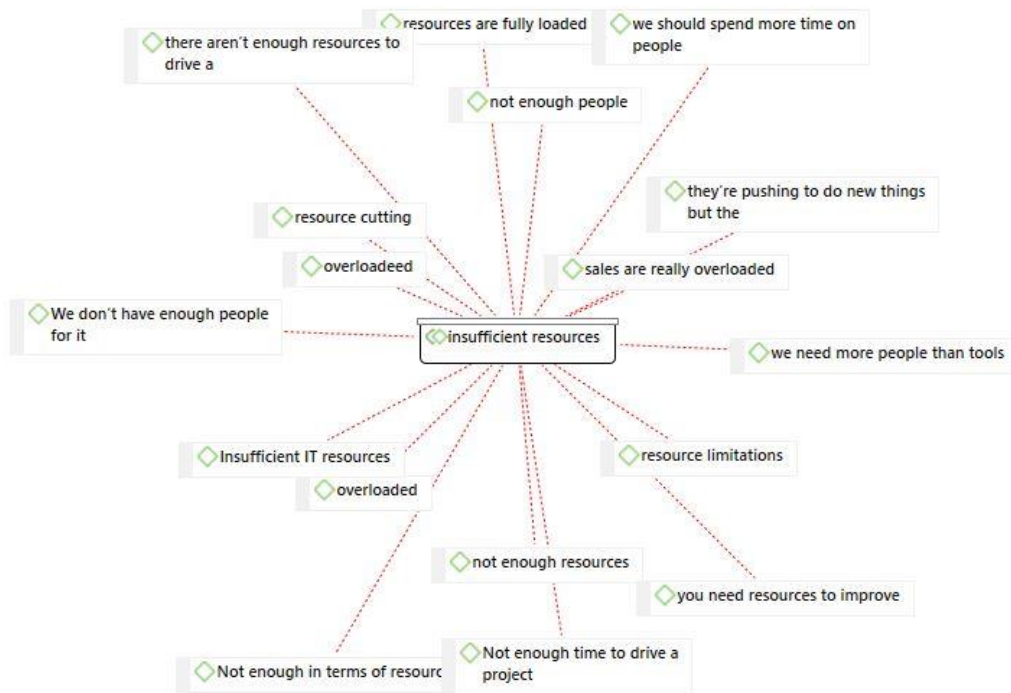 resources are fully loaded
we should spend more time on
people
there aren't enough resources to
drive a
not enough people
they're pushing to do new things
but the
resource cutting
overloadeed
sales are really overloaded
We don't have enough people
for it
insufficient resources
we need more people than tools
Insufficient IT resources
resource limitations
overloaded
not enough resources
you need resources to improve
Not enough in terms of resourc
Not enough time to drive a
project